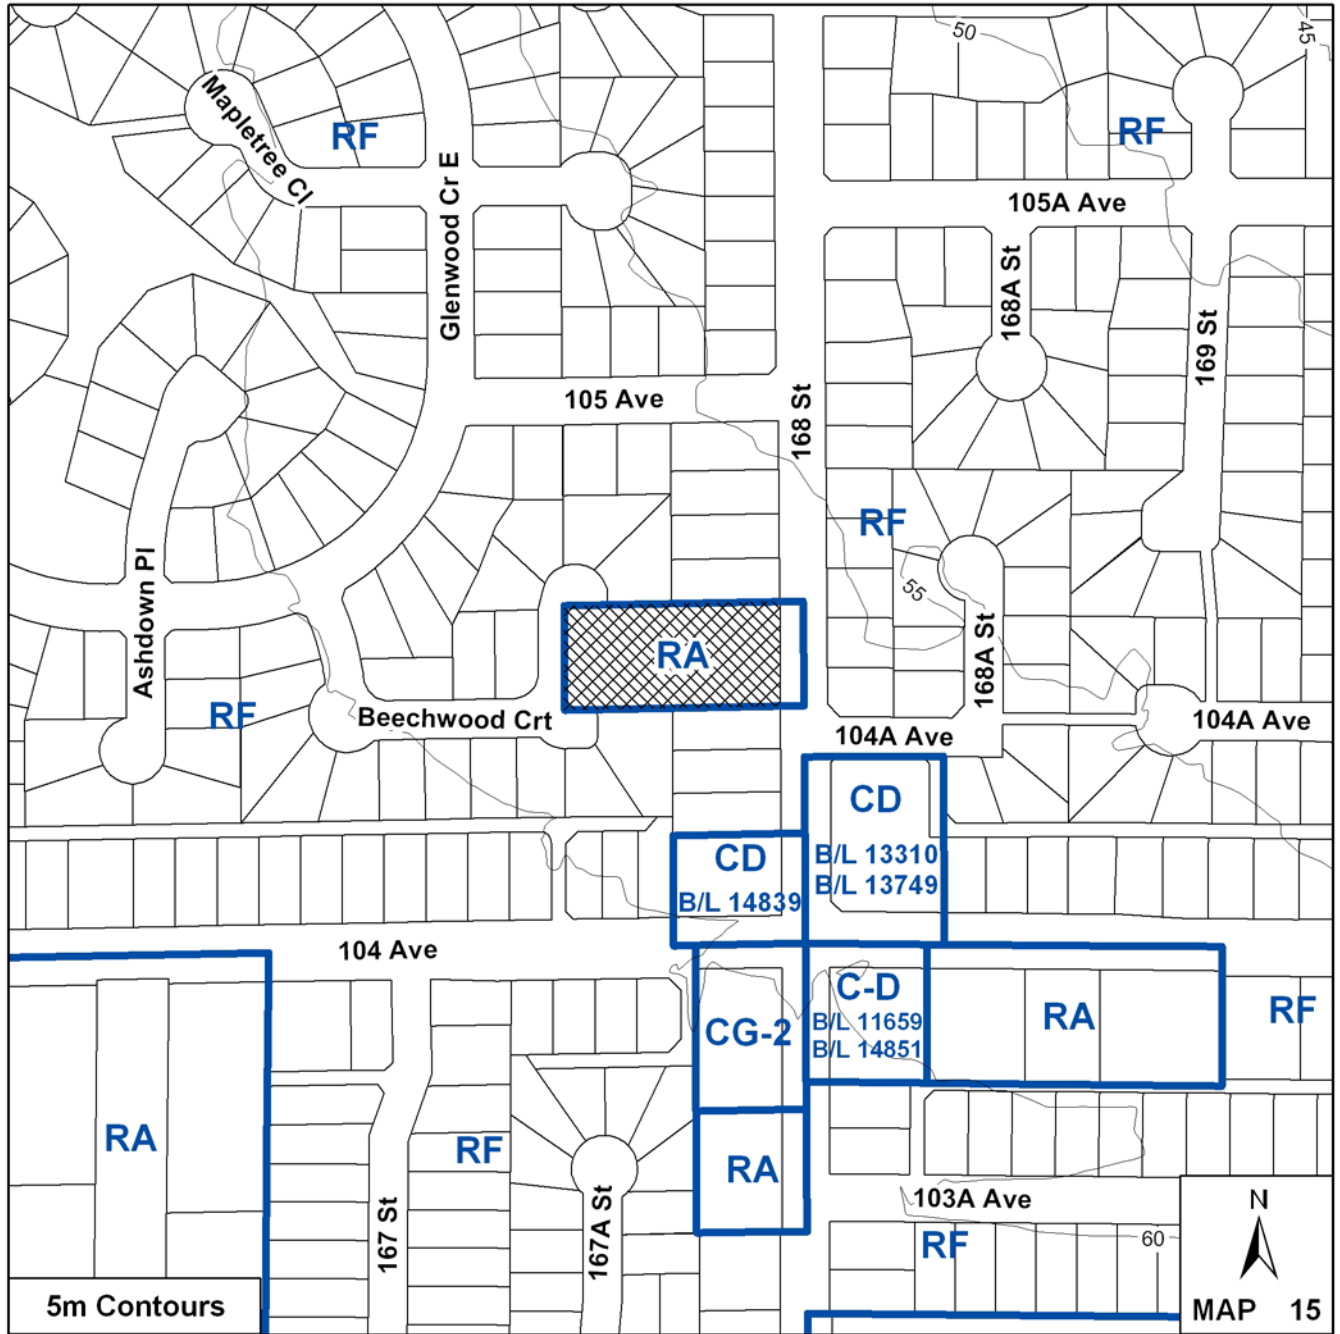 50
45
Mapletree Cl
RF
Glenwood Cr E
RF
105A Ave
168A St
169 St
105 Ave
168 St
RF
55
Ashdown Pl
RA
168A St
RF
Beechwood Crt
104A Ave
104A Ave
CD
B/L 13310
B/L 13749
CD
B/L 14839
104 Ave
C-D
B/L 11659
B/L 14851
CG-2
RA
RF
RA
RF
RA
167 St
167A St
103A Ave
RF
60
N
MAP 15
5m Contours